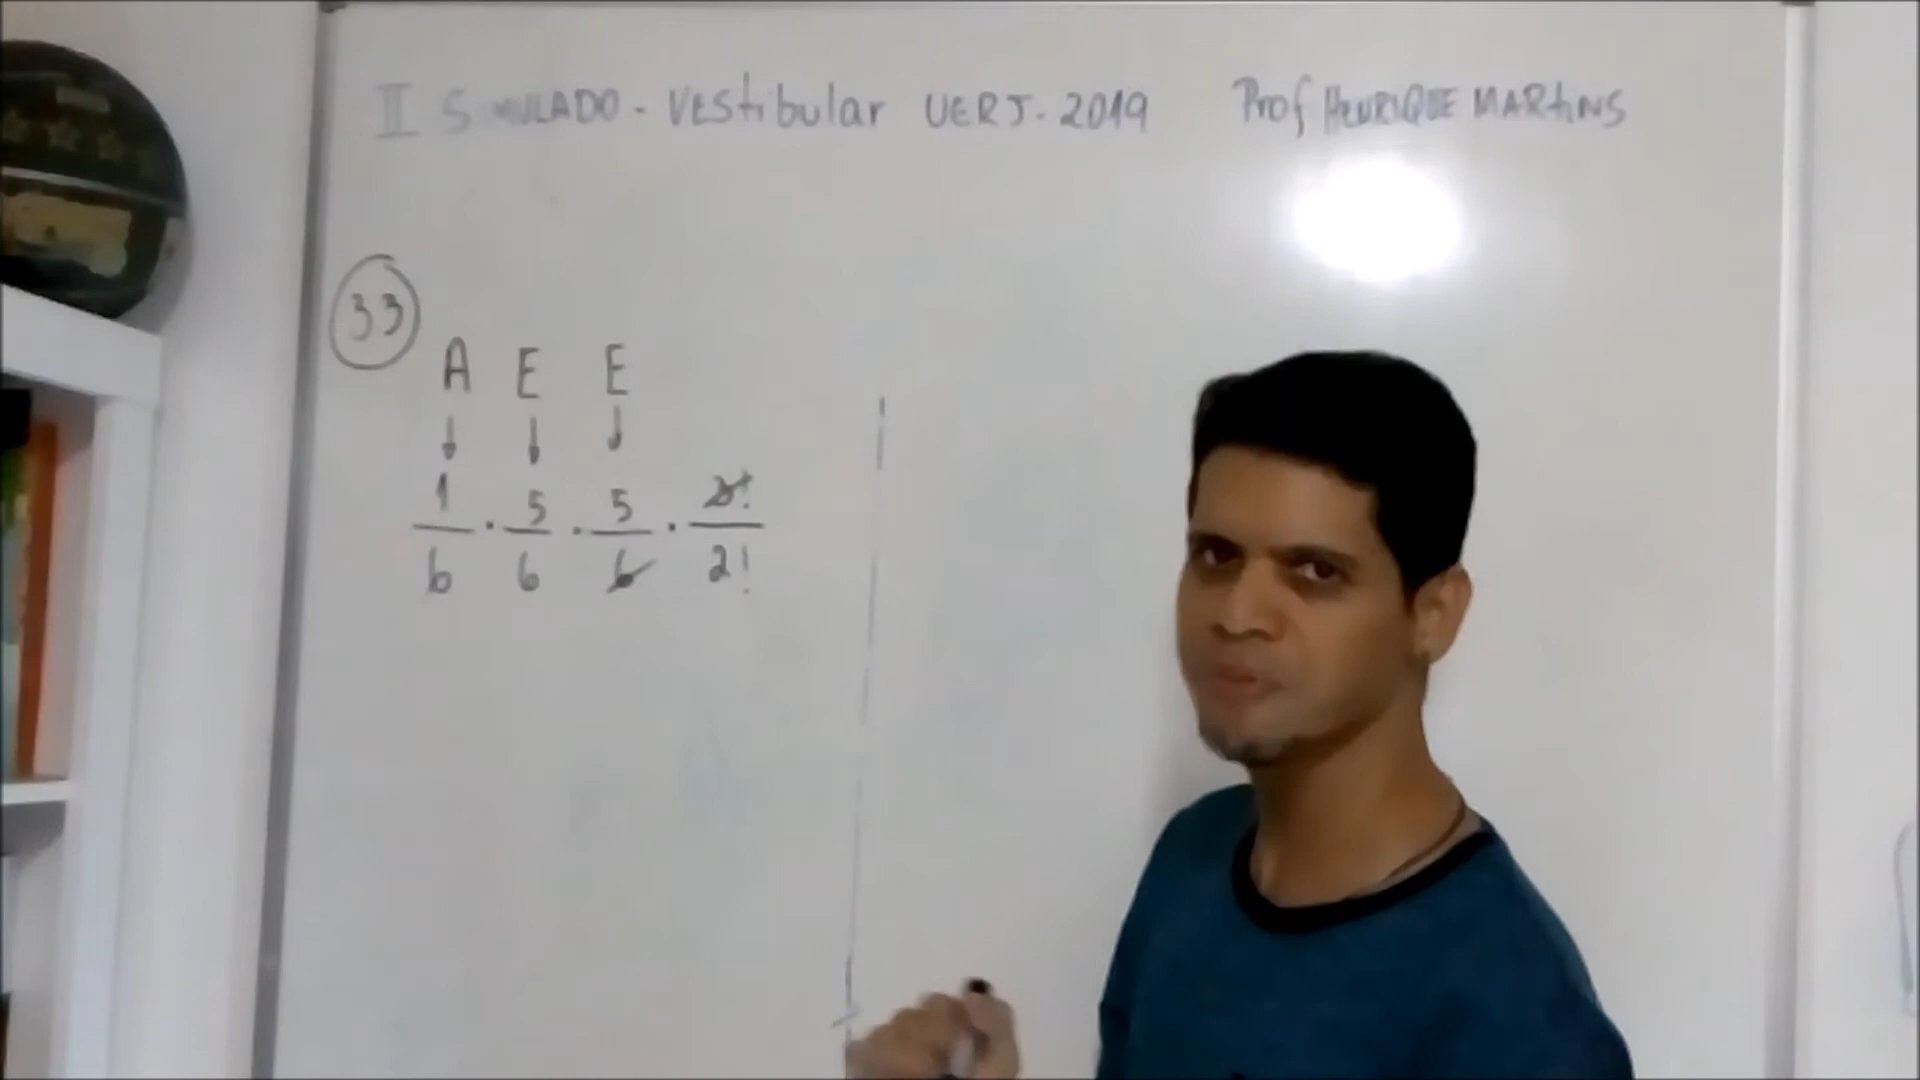 II SIMULADO - Vestibular UERJ - 2019 Prof HENRIQUE MARtiNS
33
A E E
↓ ↓ ↓
1/6 · 5/6 · 5/6 · 3!/2!